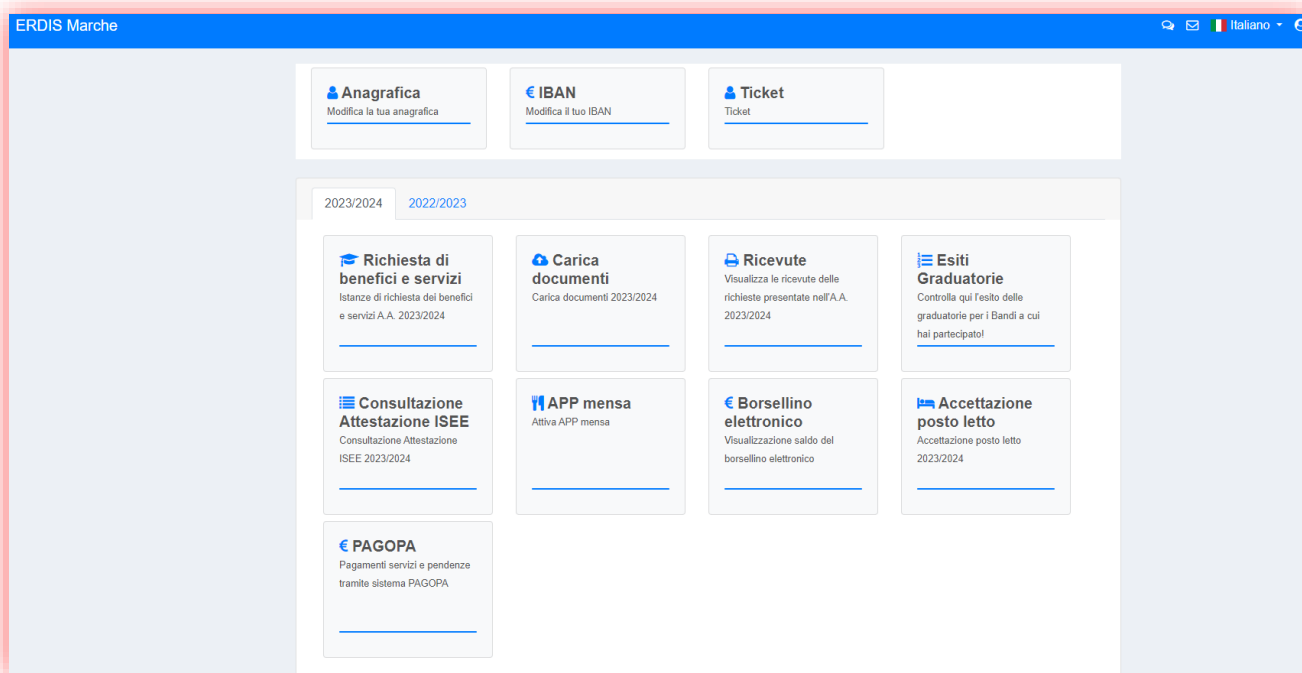 ERDIS Marche
Italiano
Anagrafica
Modifica la tua anagrafica
€ IBAN
Modifica il tuo IBAN
Ticket
Ticket
2023/2024
2022/2023
Richiesta di
benefici e servizi
Istanze di richiesta dei benefici
e servizi A.A. 2023/2024
Carica
documenti
Carica documenti 2023/2024
Ricevute
Visualizza le ricevute delle
richieste presentate nell'A.A.
2023/2024
Esiti
Graduatorie
Controlla qui l'esito delle
graduatorie per i Bandi a cui
hai partecipato!
Consultazione
Attestazione ISEE
Consultazione Attestazione
ISEE 2023/2024
APP mensa
Attiva APP mensa
€ Borsellino
elettronico
Visualizzazione saldo del
borsellino elettronico
Accettazione
posto letto
Accettazione posto letto
2023/2024
€ PAGOPA
Pagamenti servizi e pendenze
tramite sistema PAGOPA